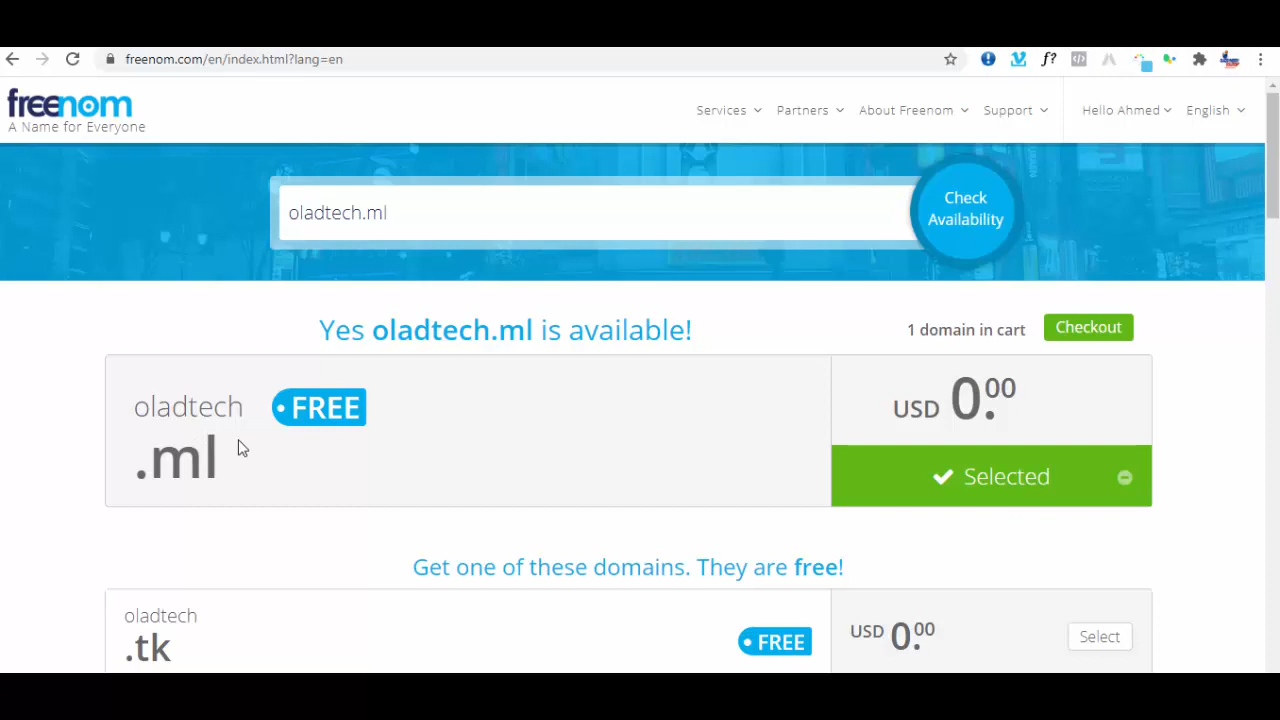 freenom.com/en/index.html?lang=en
freenom
A Name for Everyone
Services
Partners
About Freenom
Support
Hello Ahmed
English
oladtech.ml
Check
Availability
Yes oladtech.ml is available!
1 domain in cart
Checkout
oladtech
FREE
.ml
USD 0.00
Selected
Get one of these domains. They are free!
oladtech
.tk
FREE
USD 0.00
Select